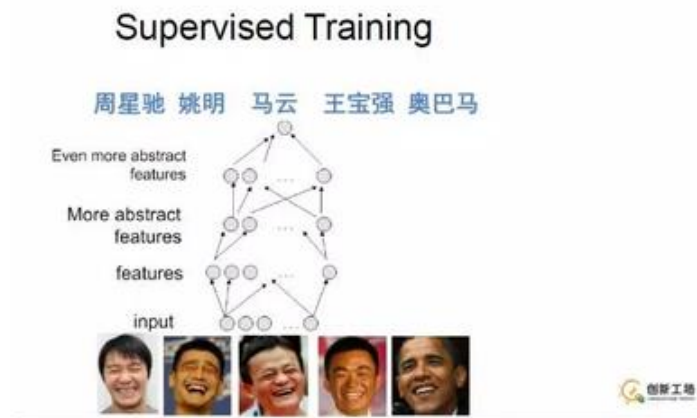 Supervised Training
周星驰 姚明 马云 王宝强 奥巴马
Even more abstract
features
...
More abstract
features
...
features
...
input
...
创新工场